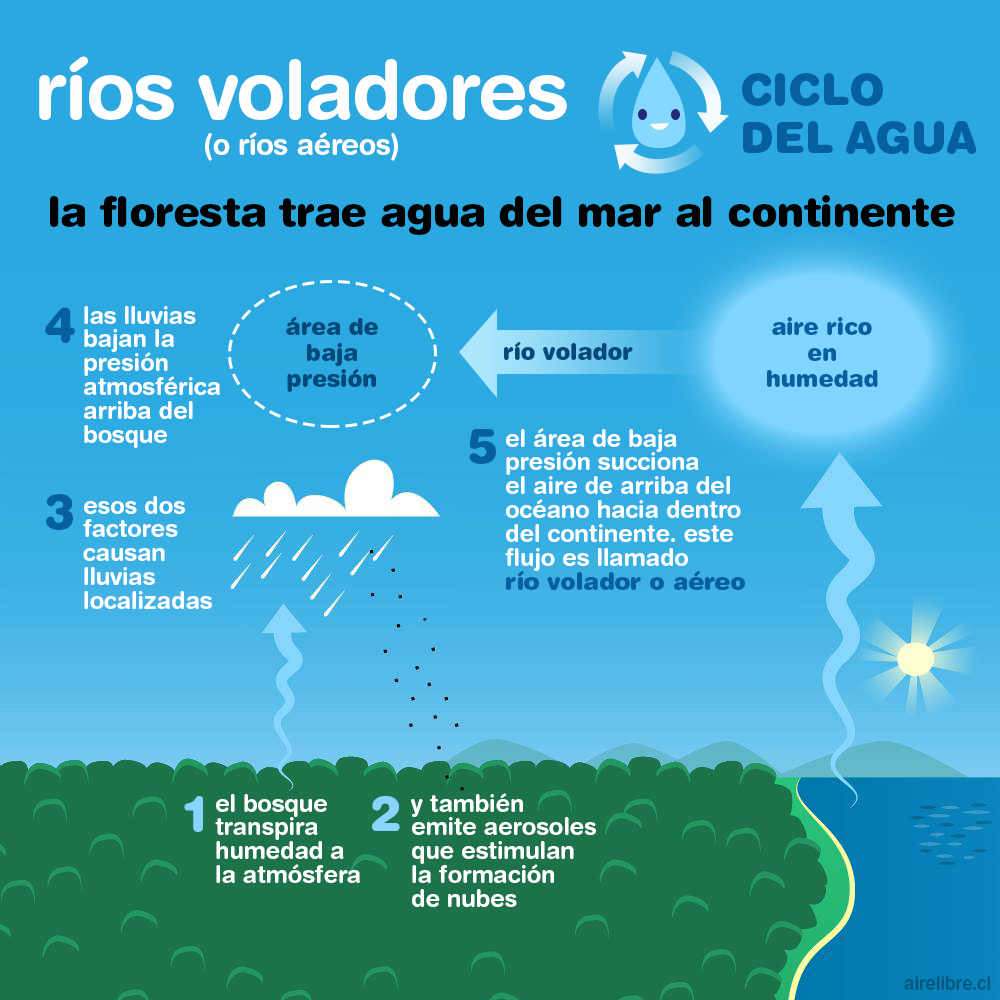 ríos voladores
(o ríos aéreos)
CICLO
DEL AGUA
la floresta trae agua del mar al continente
4 las lluvias
bajan la
presión
atmosférica
arriba del
bosque
área de
baja
presión
río volador
aire rico
en
humedad
5 el área de baja
presión succiona
el aire de arriba del
océano hacia dentro
del continente. este
flujo es llamado
río volador o aéreo
3 esos dos
factores
causan
lluvias
localizadas
1 el bosque
transpira
humedad a
la atmósfera
2 y también
emite aerosoles
que estimulan
la formación
de nubes
airelibre.cl